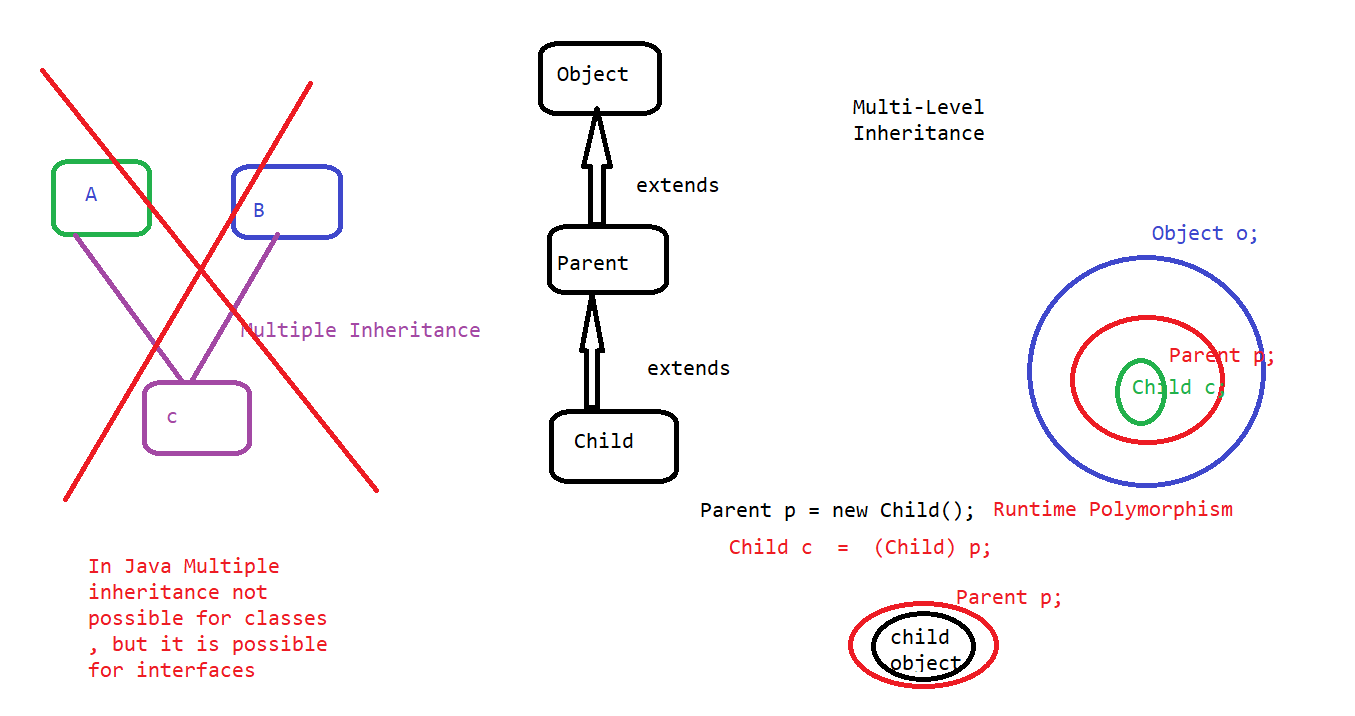 Object
Multi-Level
Inheritance
extends
A
B
Object o;
Parent
Multiple Inheritance
Parent p;
extends
Child c;
c
Child
Parent p = new Child(); Runtime Polymorphism
Child c = (Child) p;
In Java Multiple
inheritance not
possible for classes
, but it is possible
for interfaces
Parent p;
child
object